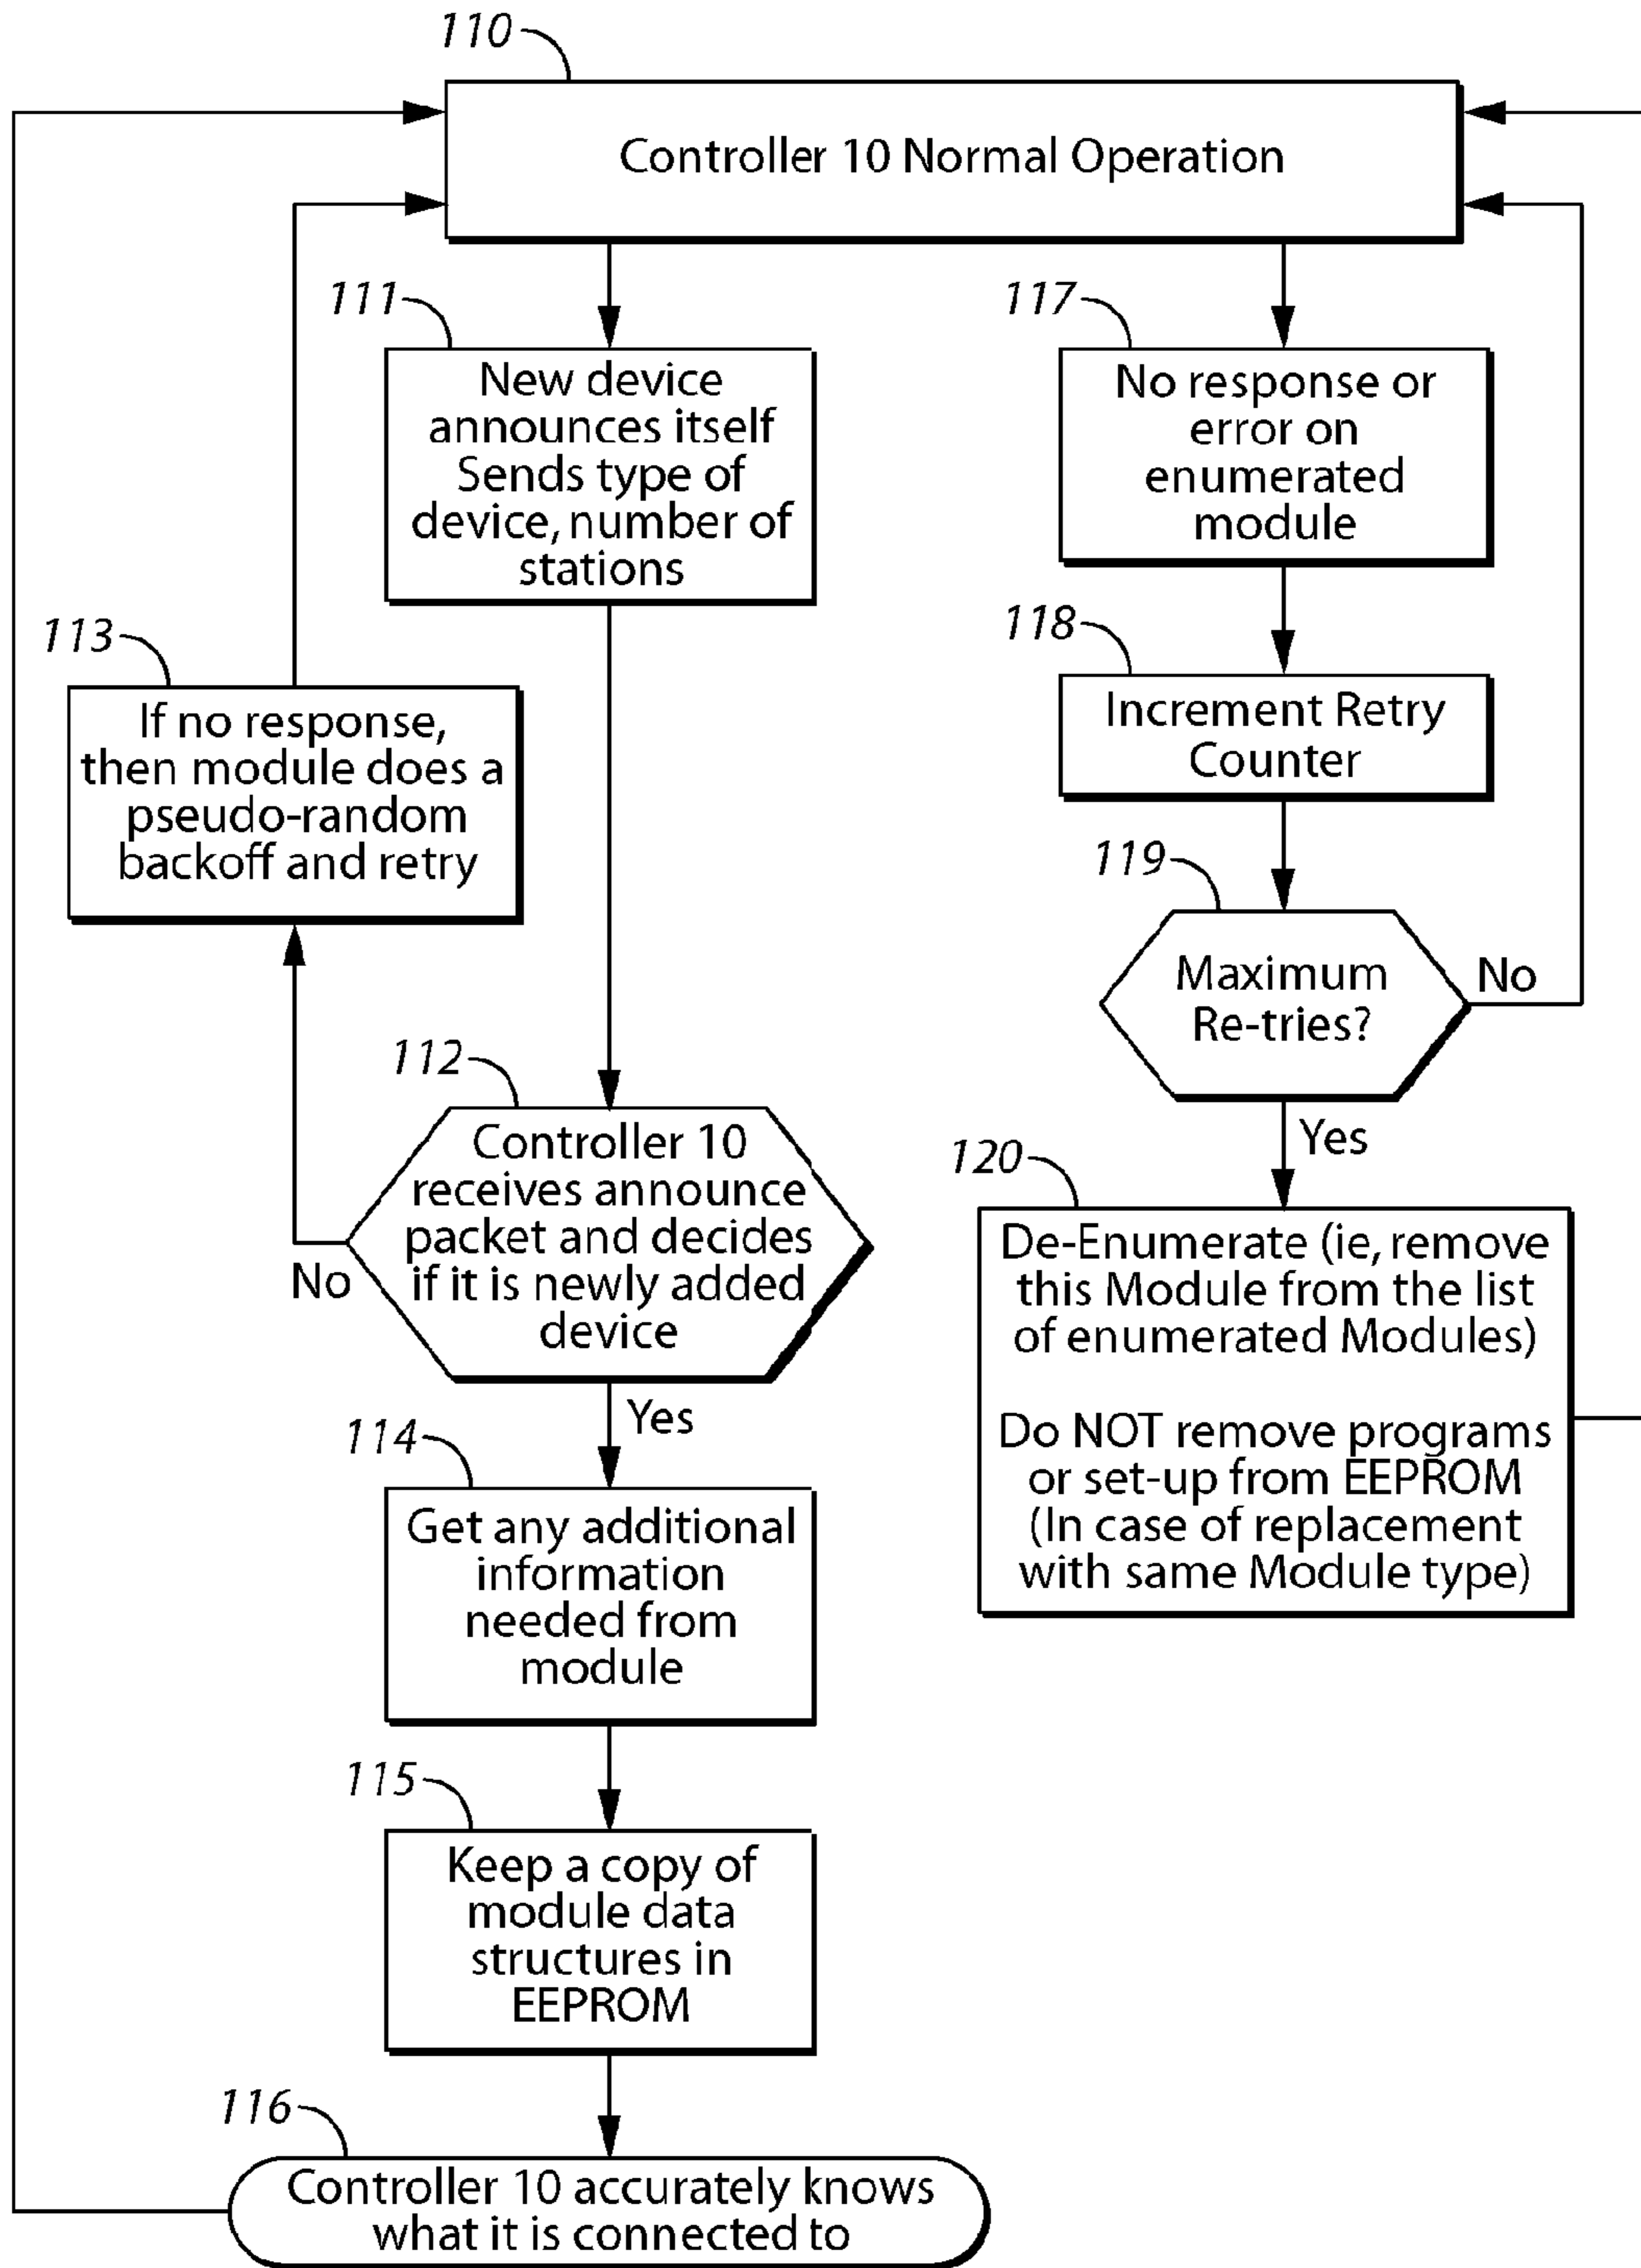 110
Controller 10 Normal Operation
111
New device
announces itself
Sends type of
device, number of
stations
117
No response or
error on
enumerated
module
113
If no response,
then module does a
pseudo-random
backoff and retry
118
Increment Retry
Counter
119
Maximum
Re-tries?
No
Yes
112
Controller 10
receives announce
packet and decides
if it is newly added
device
No
Yes
120
De-Enumerate (ie, remove
this Module from the list
of enumerated Modules)
Do NOT remove programs
or set-up from EEPROM
(In case of replacement
with same Module type)
114
Get any additional
information
needed from
module
115
Keep a copy of
module data
structures in
EEPROM
116
Controller 10 accurately knows
what it is connected to